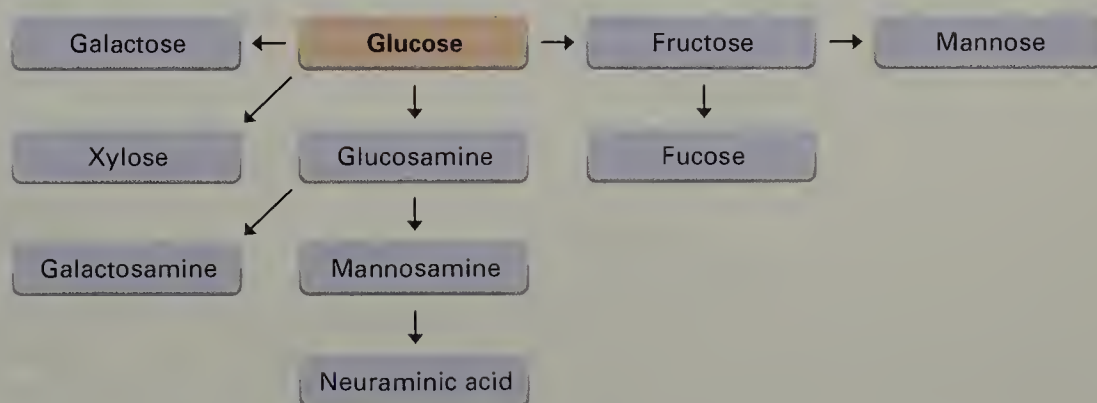 Galactose Glucose Fructose Mannose
Xylose Glucosamine Fucose
Galactosamine Mannosamine
Neuraminic acid